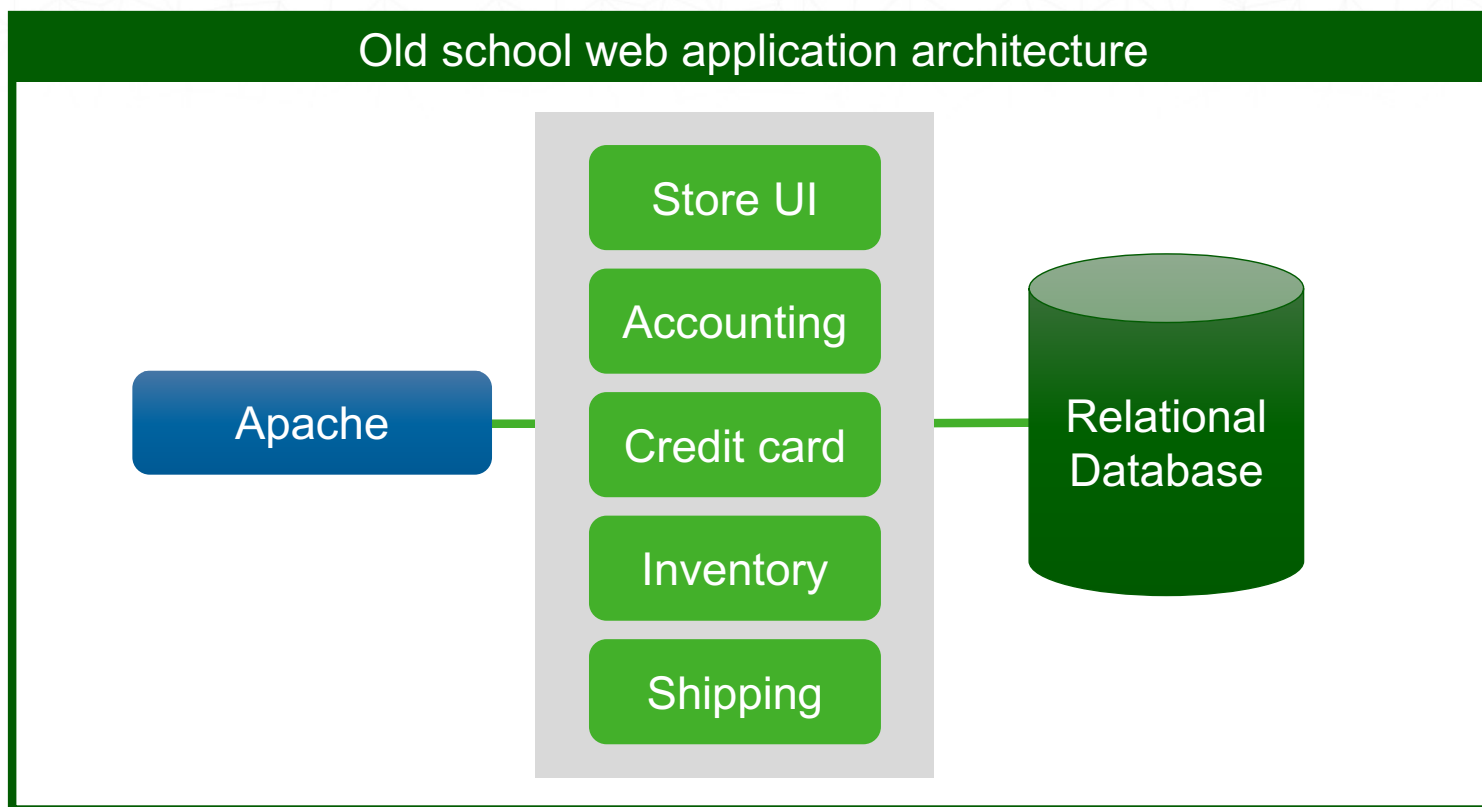 Old school web application architecture
Store UI
Accounting
Apache
Credit card
Relational
Database
Inventory
Shipping